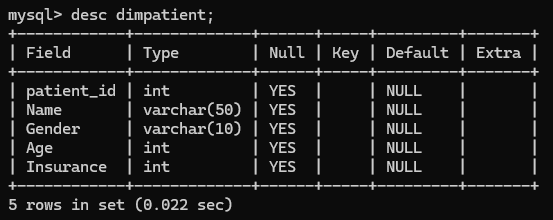 mysql> desc dimpatient;
+------------+-------------+------+-----+---------+-------+
| Field      | Type        | Null | Key | Default | Extra |
+------------+-------------+------+-----+---------+-------+
| patient_id | int         | YES  |     | NULL    |       |
| Name       | varchar(50) | YES  |     | NULL    |       |
| Gender     | varchar(10) | YES  |     | NULL    |       |
| Age        | int         | YES  |     | NULL    |       |
| Insurance  | int         | YES  |     | NULL    |       |
+------------+-------------+------+-----+---------+-------+
5 rows in set (0.022 sec)